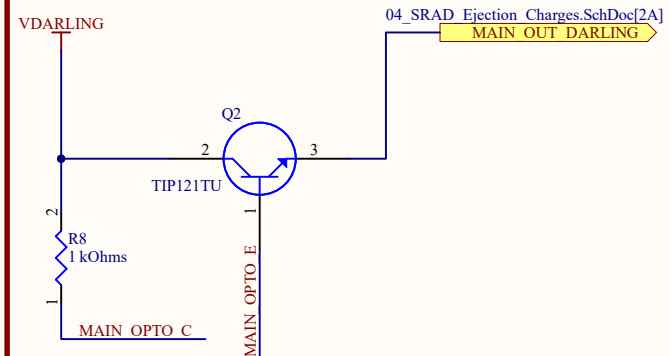 04_SRAD_Ejection_Charges.SchDoc[2A]
VDARLING
MAIN_OUT_DARLING
Q2
2
3
TIP121TU
1
2
R8
1 kOhms
1
MAIN_OPTO_C
MAIN_OPTO_E